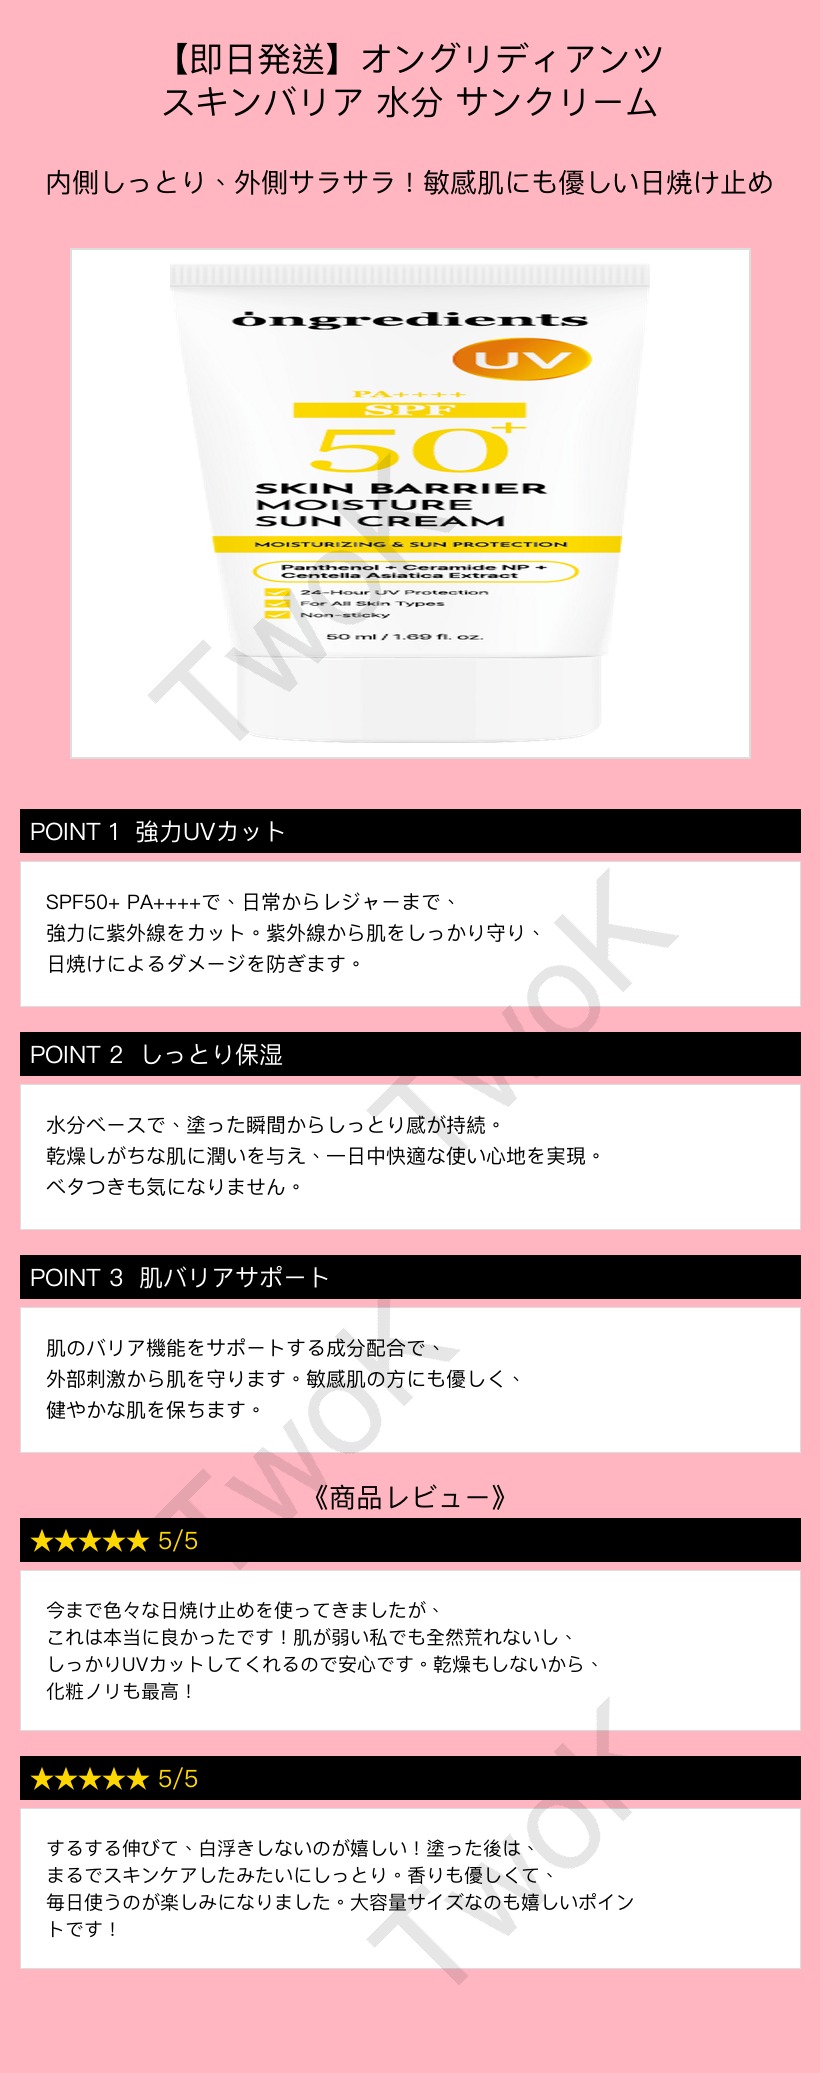 【即日発送】オングリディアンツ
スキンバリア 水分 サンクリーム
内側しっとり、外側サラサラ！敏感肌にも優しい日焼け止め
ongredients
UV
PA++++
SPF
50+
SKIN BARRIER
MOISTURE
SUN CREAM
MOISTURIZING & SUN PROTECTION
Panthenol + Ceramide NP +
Centella Asiatica Extract
24-Hour UV Protection
For All Skin Types
Non-sticky
50 ml / 1.69 fl. oz.
TwoK
POINT 1 強力UVカット
SPF50+ PA++++で、日常からレジャーまで、
強力に紫外線をカット。紫外線から肌をしっかり守り、
日焼けによるダメージを防ぎます。
TwoK
POINT 2 しっとり保湿
水分ベースで、塗った瞬間からしっとり感が持続。
乾燥しがちな肌に潤いを与え、一日中快適な使い心地を実現。
ベタつきも気になりません。
POINT 3 肌バリアサポート
肌のバリア機能をサポートする成分配合で、
外部刺激から肌を守ります。敏感肌の方にも優しく、
健やかな肌を保ちます。
TwoK
《商品レビュー》
★★★★★ 5/5
今まで色々な日焼け止めを使ってきましたが、
これは本当に良かったです！肌が弱い私でも全然荒れないし、
しっかりUVカットしてくれるので安心です。乾燥もしないから、
化粧ノリも最高！
★★★★★ 5/5
するする伸びて、白浮きしないのが嬉しい！塗った後は、
まるでスキンケアしたみたいにしっとり。香りも優しくて、
毎日使うのが楽しみになりました。大容量サイズなのも嬉しいポイン
トです！
TwoK